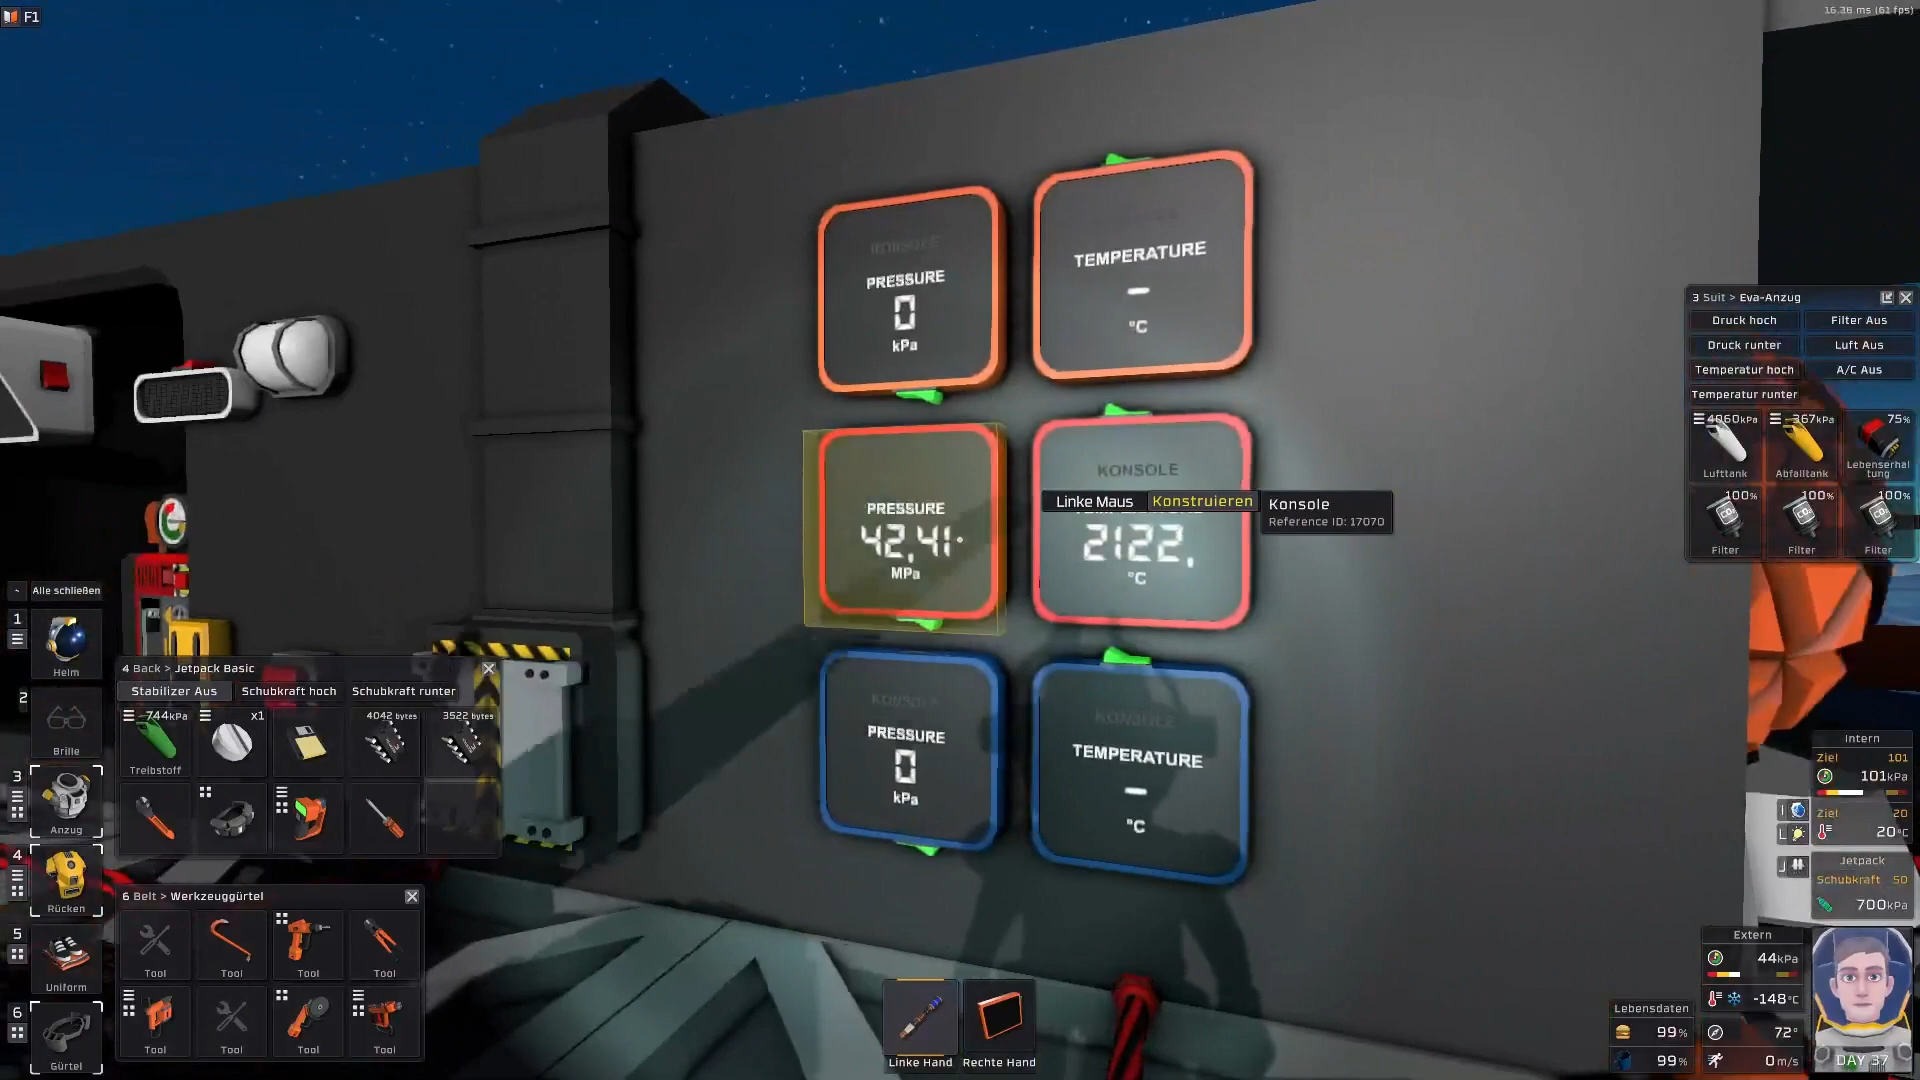 F1
16.36 ms (61 fps)
KONSOLE
PRESSURE
0
kPa
TEMPERATURE
-
°C
PRESSURE
42,41
MPa
KONSOLE
2122,
°C
Linke Maus Konstruieren
Konsole
Reference ID: 17070
KONSOLE
PRESSURE
0
kPa
KONSOLE
TEMPERATURE
-
°C
3 Suit > Eva-Anzug
Druck hoch Filter Aus
Druck runter Luft Aus
Temperatur hoch A/C Aus
Temperatur runter
4060kPa 367kPa 75%
Lufttank Abfalltank Lebenserhaltung
100% 100% 100%
Filter Filter Filter
~ Alle schließen
1
Helm
2
Brille
3
Anzug
4
Rücken
5
Uniform
6
Gürtel
4 Back > Jetpack Basic
Stabilizer Aus Schubkraft hoch Schubkraft runter
744kPa x1 4042 bytes 3522 bytes
Treibstoff
6 Belt > Werkzeuggürtel
Tool Tool Tool Tool
Tool Tool Tool Tool
Linke Hand Rechte Hand
Intern
Ziel 101
101kPa
Ziel 20
20°C
Jetpack
Schubkraft 50
700kPa
I
L
J
Extern
44kPa
-148°C
72°
0m/s
Lebensdaten
99%
99%
DAY 37